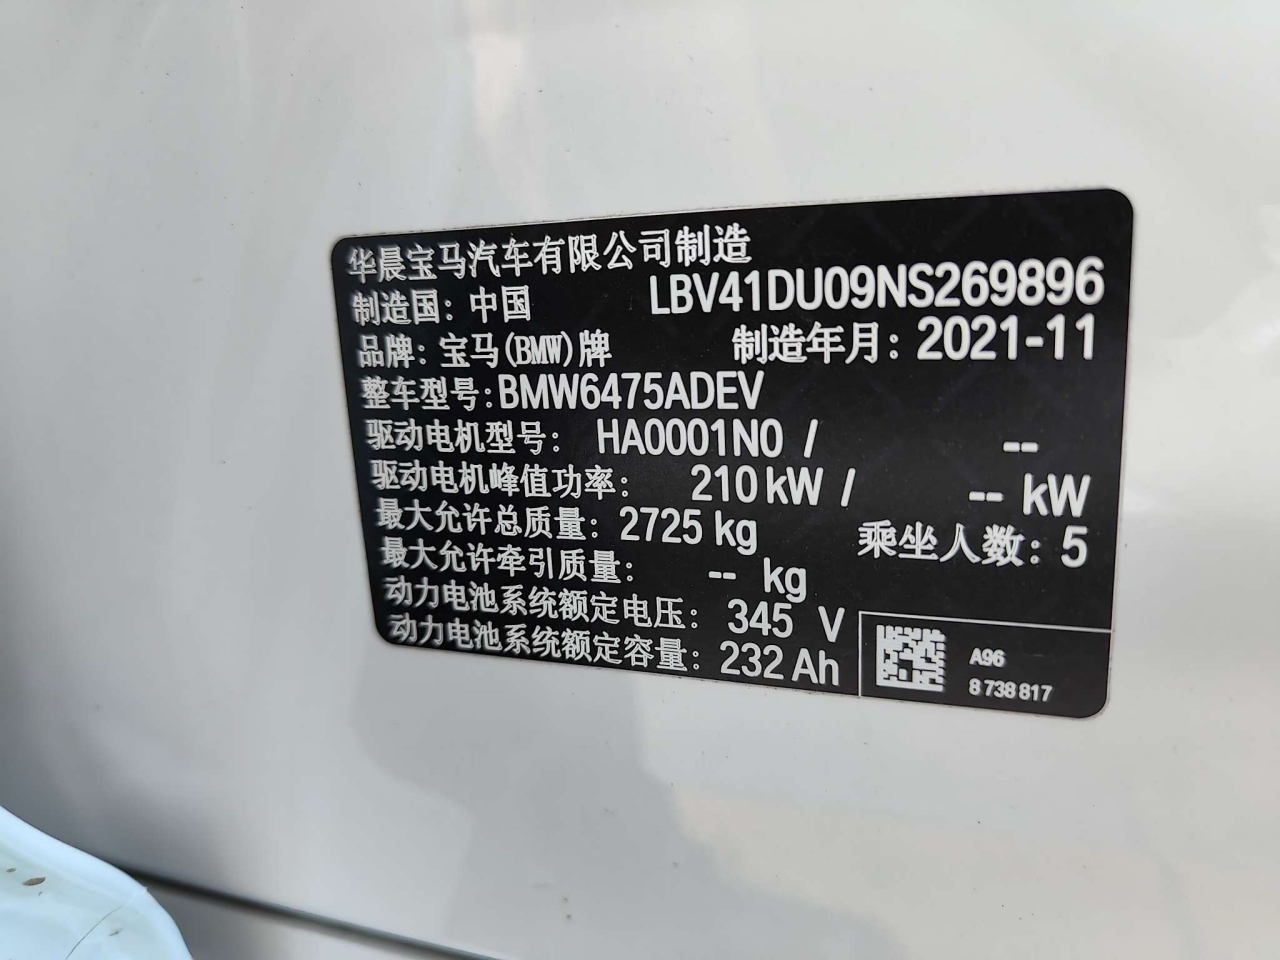 华晨宝马汽车有限公司制造
制造国：中国 LBV41DU09NS269896
品牌：宝马(BMW)牌 制造年月：2021-11
整车型号：BMW6475ADEV
驱动电机型号： HA0001N0 / --
驱动电机峰值功率： 210 kW / -- kW
最大允许总质量：2725 kg 乘坐人数：5
最大允许牵引质量： -- kg
动力电池系统额定电压： 345 V
动力电池系统额定容量：232 Ah
A96
8 738 817